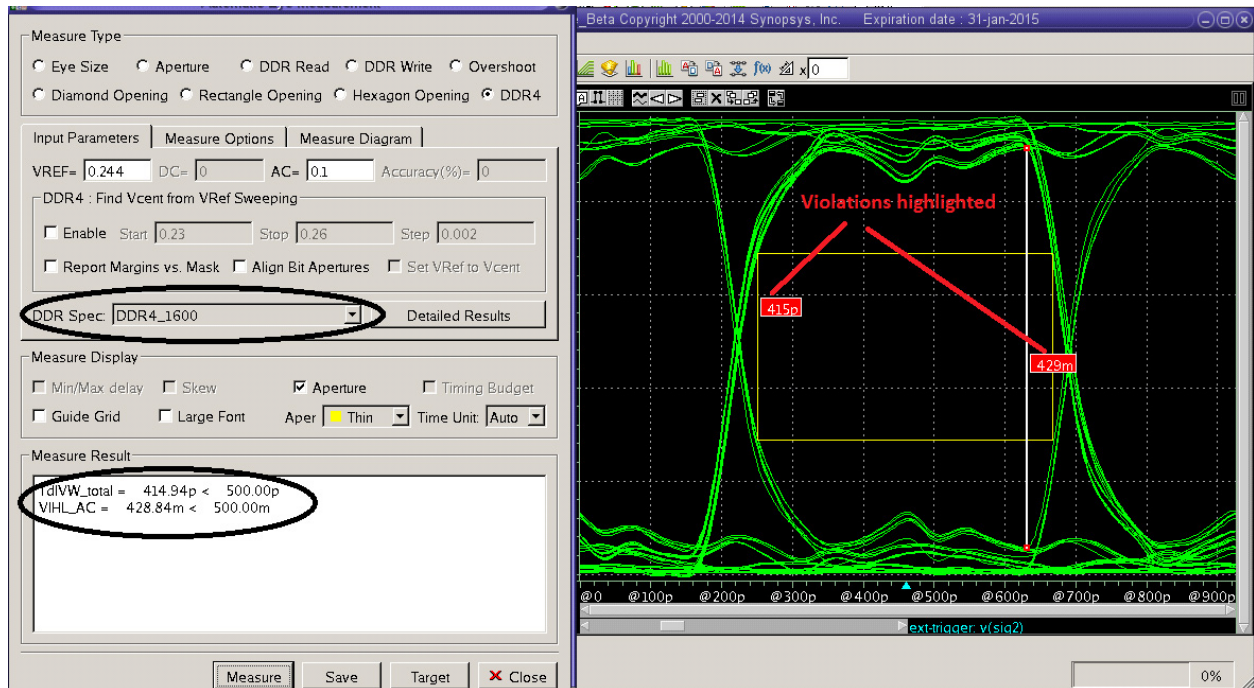 Automatic Eye Measurement
_Beta Copyright 2000-2014 Synopsys, Inc. Expiration date : 31-jan-2015
Measure Type
Eye Size Aperture DDR Read DDR Write Overshoot
Diamond Opening Rectangle Opening Hexagon Opening DDR4
Input Parameters Measure Options Measure Diagram
VREF= 0.244 DC= 0 AC= 0.1 Accuracy(%)= 0
DDR4 : Find Vcent from VRef Sweeping
Enable Start 0.23 Stop 0.26 Step 0.002
Report Margins vs. Mask Align Bit Apertures Set VRef to Vcent
DDR Spec: DDR4_1600 Detailed Results
Measure Display
Min/Max delay Skew Aperture Timing Budget
Guide Grid Large Font Aper Thin Time Unit: Auto
Measure Result
TdIVW_total = 414.94p < 500.00p
VIHL_AC = 428.84m < 500.00m
Measure Save Target Close
f(x) x 0
Violations highlighted
415p
429m
@0 @100p @200p @300p @400p @500p @600p @700p @800p @900p
ext-trigger: v(sig2)
0%